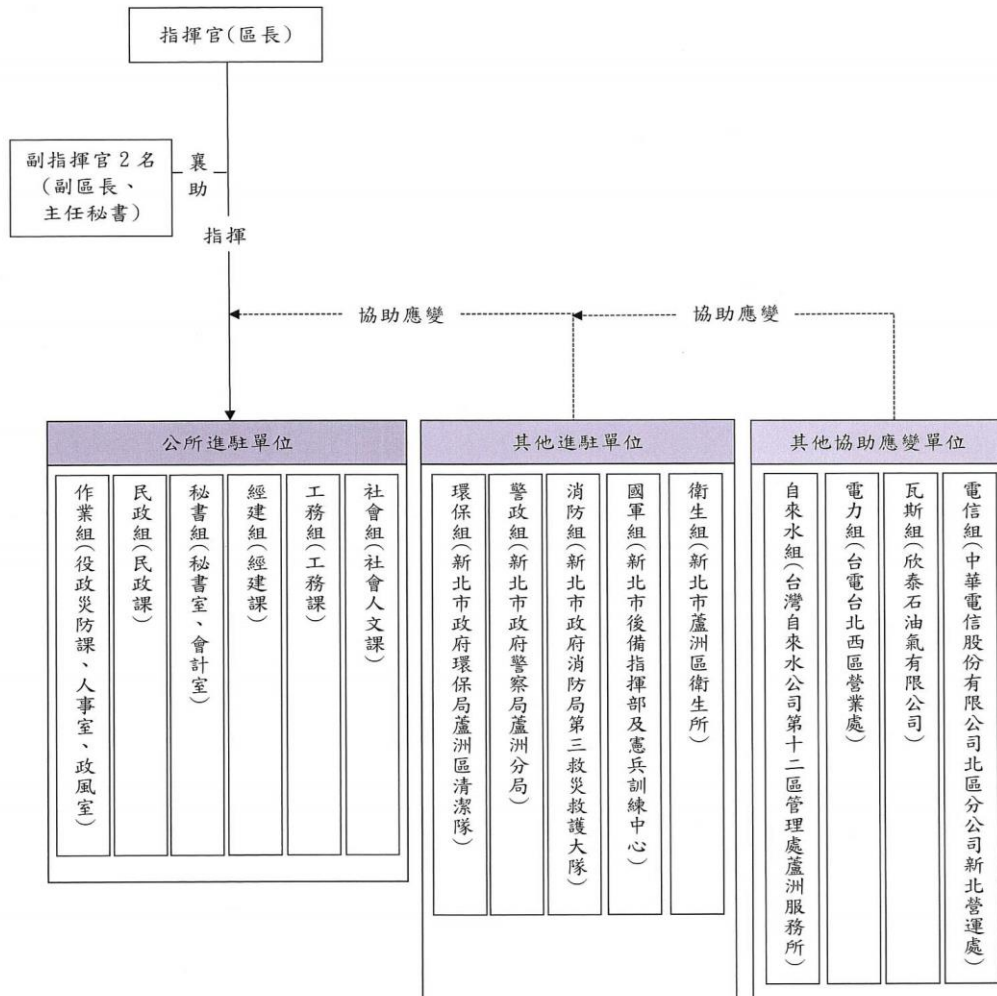 指揮官(區長)
副指揮官2名
(副區長、
主任秘書)
襄助
指揮
協助應變
協助應變
公所進駐單位
作業組(役政災防課、人事室、政風室)
民政組(民政課)
秘書組(秘書室、會計室)
經建組(經建課)
工務組(工務課)
社會組(社會人文課)
其他進駐單位
環保組(新北市政府環保局蘆洲區清潔隊)
警政組(新北市政府警察局蘆洲分局)
消防組(新北市政府消防局第三救災救護大隊)
國軍組(新北市後備指揮部及憲兵訓練中心)
衛生組(新北市蘆洲區衛生所)
其他協助應變單位
自來水組(台灣自來水公司第十二區管理處蘆洲服務所)
電力組(台電台北西區營業處)
瓦斯組(欣泰石油氣有限公司)
電信組(中華電信股份有限公司北區分公司新北營運處)